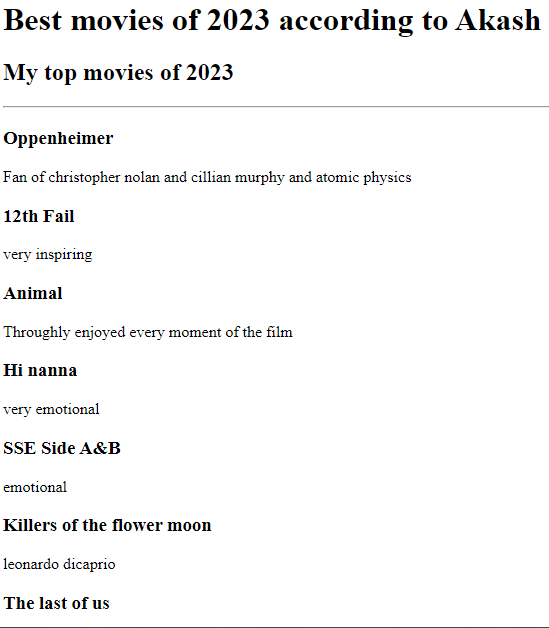 Best movies of 2023 according to Akash
My top movies of 2023
Oppenheimer
Fan of christopher nolan and cillian murphy and atomic physics
12th Fail
very inspiring
Animal
Throughly enjoyed every moment of the film
Hi nanna
very emotional
SSE Side A&B
emotional
Killers of the flower moon
leonardo dicaprio
The last of us